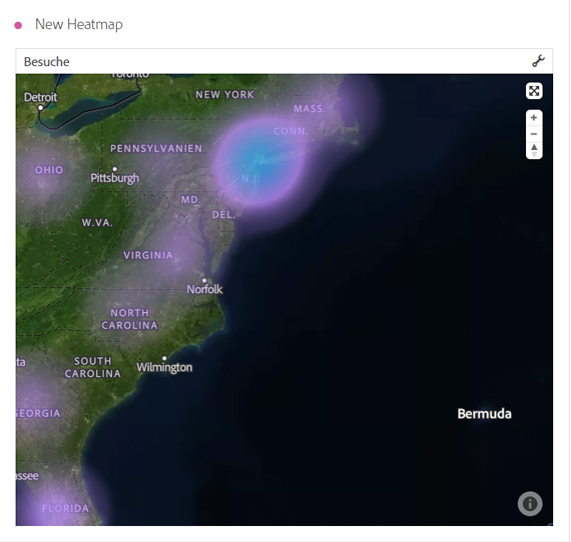 New Heatmap
Besuche
Toronto
Detroit
NEW YORK
MASS.
CONN.
PENNSYLVANIEN
OHIO
Pittsburgh
N.J.
MD.
DEL.
W.VA.
VIRGINIA
Norfolk
NORTH
CAROLINA
ta
SOUTH
CAROLINA
Wilmington
GEORGIA
Bermuda
assee
FLORIDA